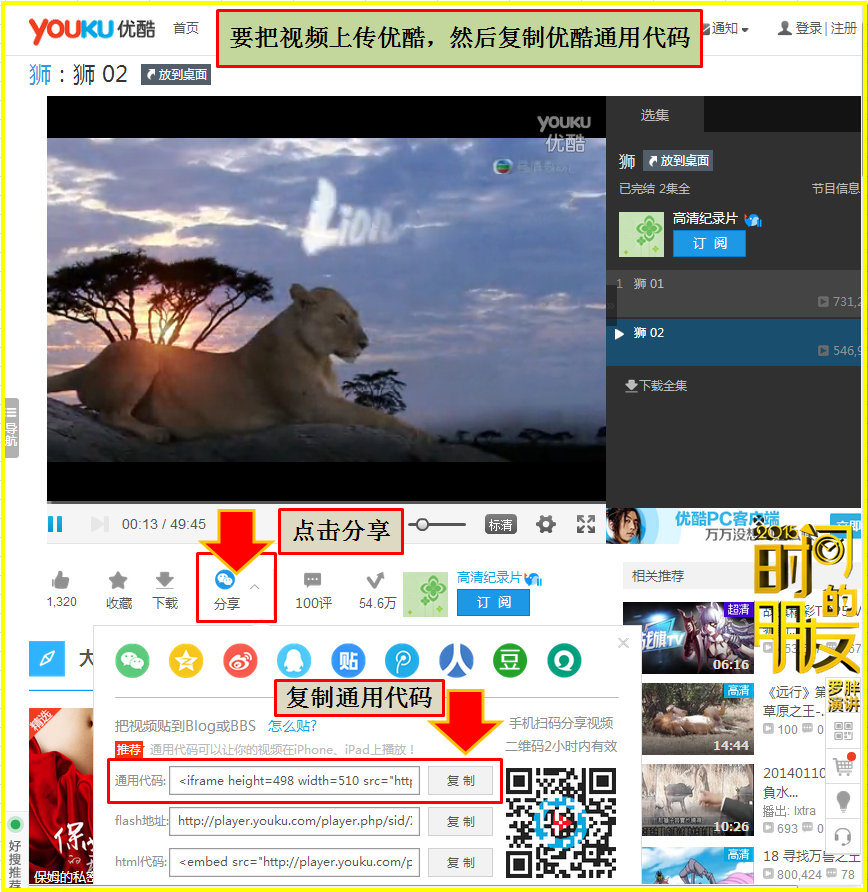 YOUKU 优酷
首页
要把视频上传优酷，然后复制优酷通用代码
通知
登录 | 注册
狮：狮 02
放到桌面
YOUKU
优酷
Lion
选集
狮
放到桌面
已完结 2集全
节目信息
高清纪录片
订 阅
1 狮 01
731,2
狮 02
546,9
下载全集
导航
00:13 / 49:45
点击分享
标清
优酷PC客户端
万万没想
立即
2015
时间的朋友
罗胖演讲
1,320
收藏
下载
分享
100评
54.6万
高清纪录片
订 阅
相关推荐
超清
战旗TV
06:16
高清
《远行》第
草原之王-...
100
14:44
20140110
負水...
播出: lxtra
693
0
10:26
高清
18 寻找万兽之王
800,424
78
大
精选
复制通用代码
把视频贴到Blog或BBS 怎么贴?
手机扫码分享视频
二维码2小时内有效
推荐 通用代码可以让你的视频在iPhone、iPad上播放！
通用代码: <iframe height=498 width=510 src="http
复 制
flash地址: http://player.youku.com/player.php/sid/
复 制
html代码: <embed src="http://player.youku.com/p
复 制
贴
豆
好搜推荐
保姆的私密